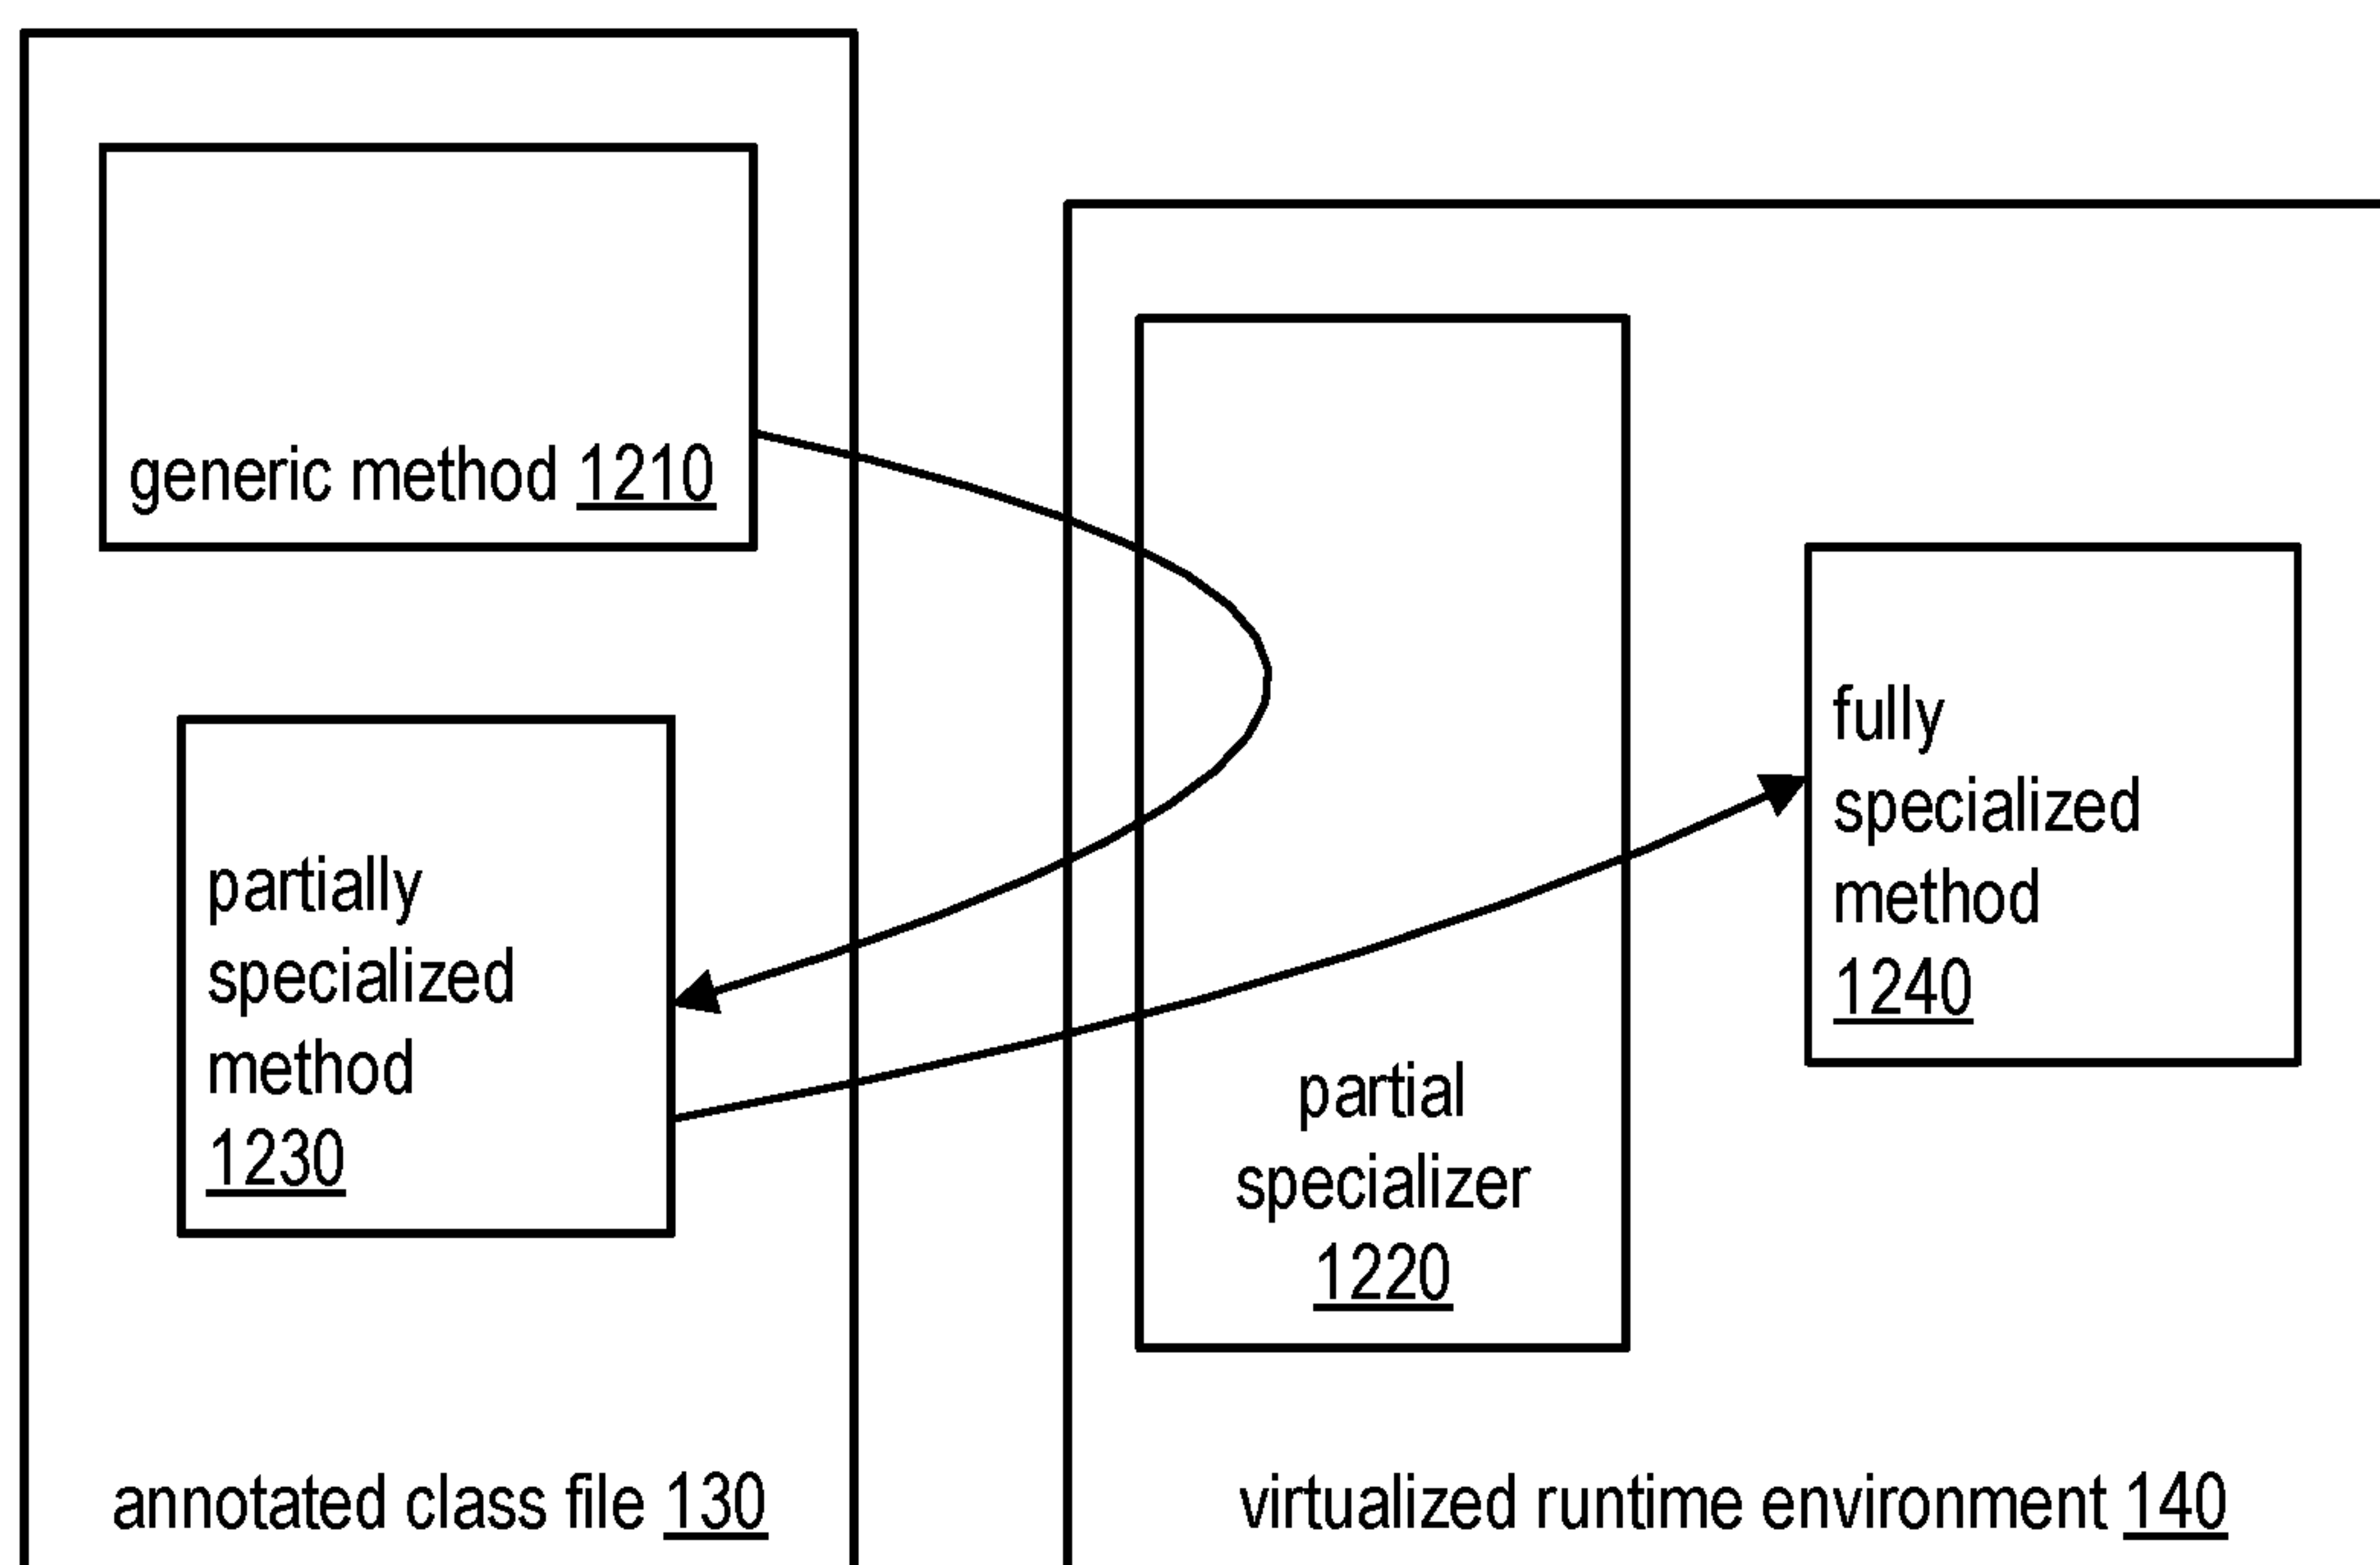 generic method 1210
partially
specialized
method
1230
annotated class file 130
partial
specializer
1220
fully
specialized
method
1240
virtualized runtime environment 140